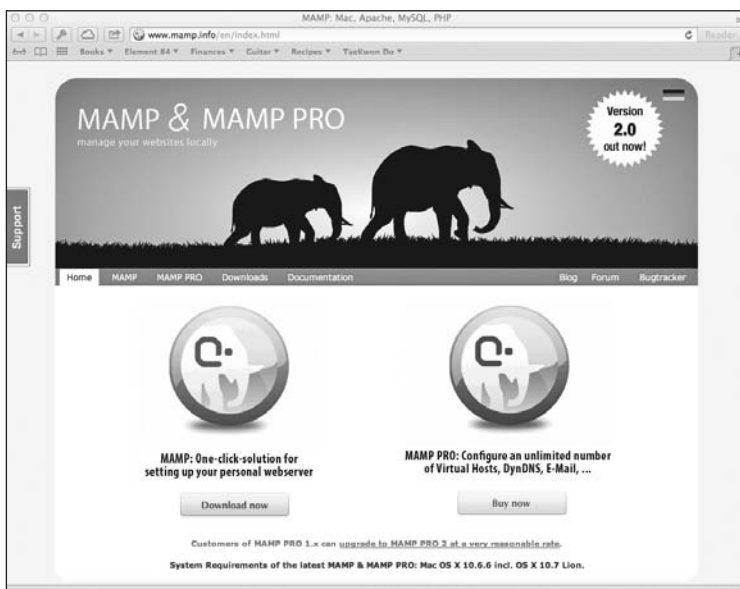 MAMP: Mac, Apache, MySQL, PHP
www.mamp.info/en/index.html
Reader
Books ▾ Element 84 ▾ Finances ▾ Guitar ▾ Recipes ▾ TaeKwon Do ▾
MAMP & MAMP PRO
manage your websites locally
Version
2.0
out now!
Support
Home MAMP MAMP PRO Downloads Documentation Blog Forum Bugtracker
MAMP: One-click-solution for
setting up your personal webserver
MAMP PRO: Configure an unlimited number
of Virtual Hosts, DynDNS, E-Mail, ...
Download now
Buy now
Customers of MAMP PRO 1.x can upgrade to MAMP PRO 2 at a very reasonable rate.
System Requirements of the latest MAMP & MAMP PRO: Mac OS X 10.6.6 incl. OS X 10.7 Lion.